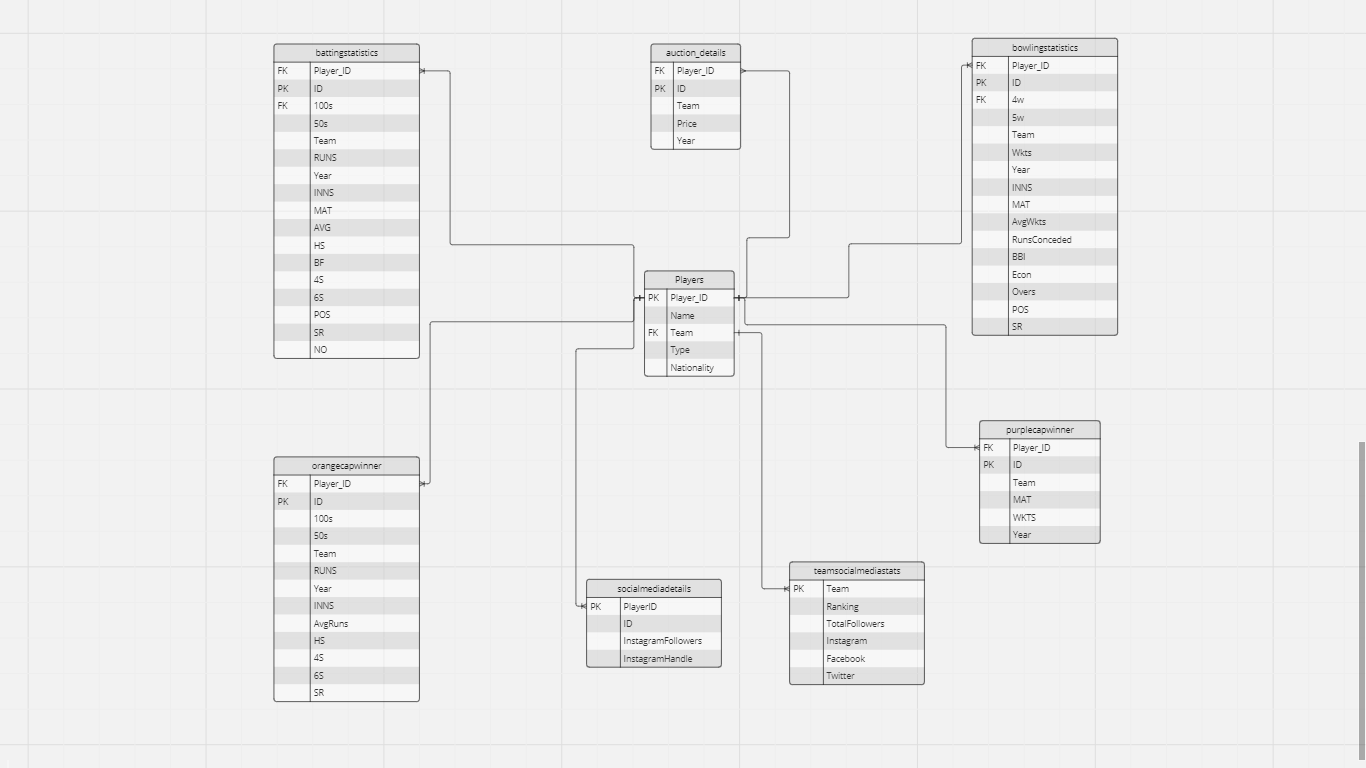 battingstatistics
FK Player_ID
PK ID
FK 100s
50s
Team
RUNS
Year
INNS
MAT
AVG
HS
BF
4S
6S
POS
SR
NO
auction_details
FK Player_ID
PK ID
Team
Price
Year
bowlingstatistics
FK Player_ID
PK ID
FK 4w
5w
Team
Wkts
Year
INNS
MAT
AvgWkts
RunsConceded
BBI
Econ
Overs
POS
SR
Players
PK Player_ID
Name
FK Team
Type
Nationality
orangecapwinner
FK Player_ID
PK ID
100s
50s
Team
RUNS
Year
INNS
AvgRuns
HS
4S
6S
SR
socialmediadetails
PK PlayerID
ID
InstagramFollowers
InstagramHandle
teamsocialmediastats
PK Team
Ranking
TotalFollowers
Instagram
Facebook
Twitter
purplecapwinner
FK Player_ID
PK ID
Team
MAT
WKTS
Year